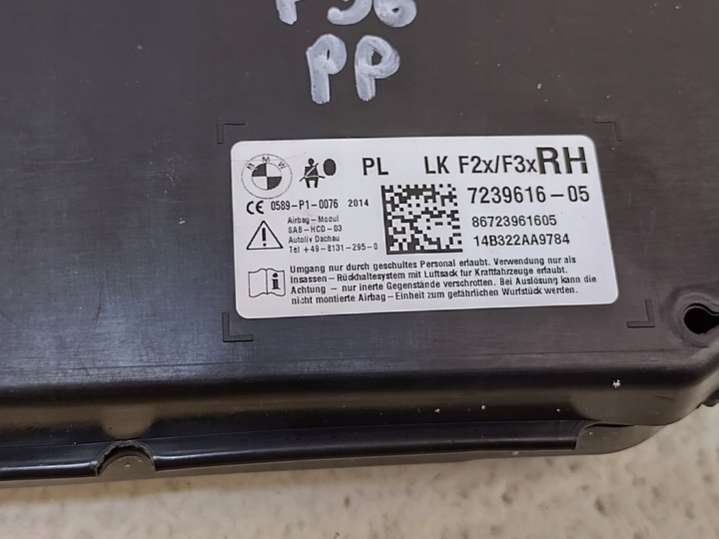 F36
PP
BMW
PL LK F2x/F3x RH
7239616-05
CE 0589-P1-0076 2014
86723961605
Airbag-Modul
SAB-HCD-03
Autoliv Dachau
Tel +49-8131-295-0
14B322AA9784
Umgang nur durch geschultes Personal erlaubt. Verwendung nur als
Insassen - Rückhaltesystem mit Luftsack für Kraftfahrzeuge erlaubt.
Achtung - nur inerte Gegenstände verschrotten. Bei Auslösung kann die
nicht montierte Airbag-Einheit zum gefährlichen Wurfstück werden.